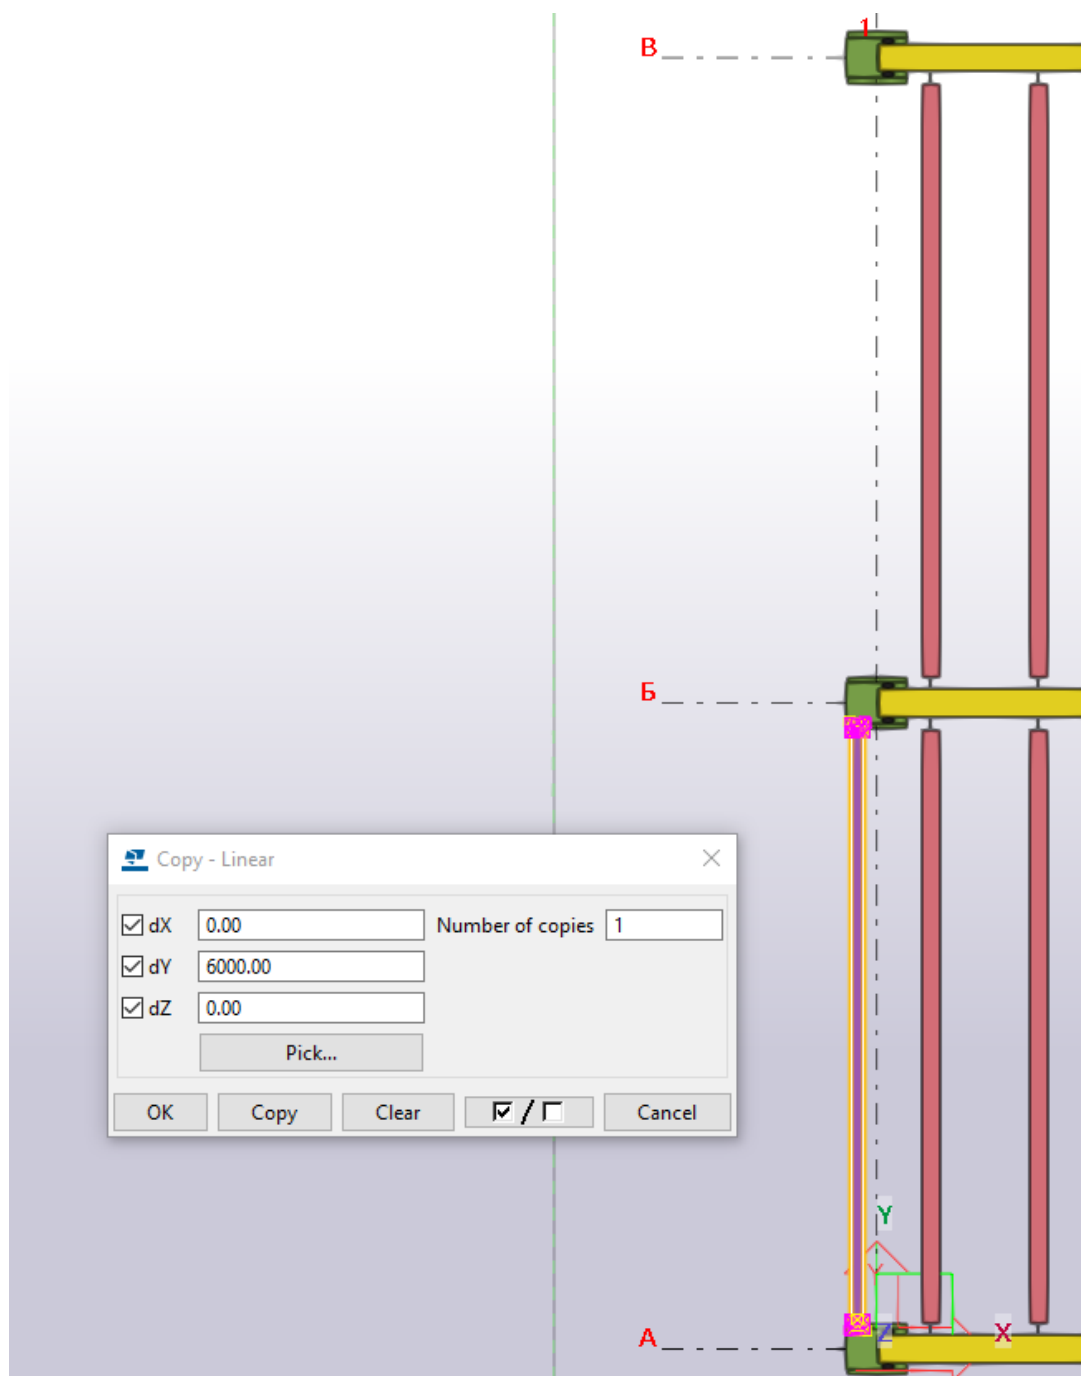 1
В
Б
Copy - Linear
dX 0.00 Number of copies 1
dY 6000.00
dZ 0.00
Pick...
OK Copy Clear / Cancel
Y
Z X
А